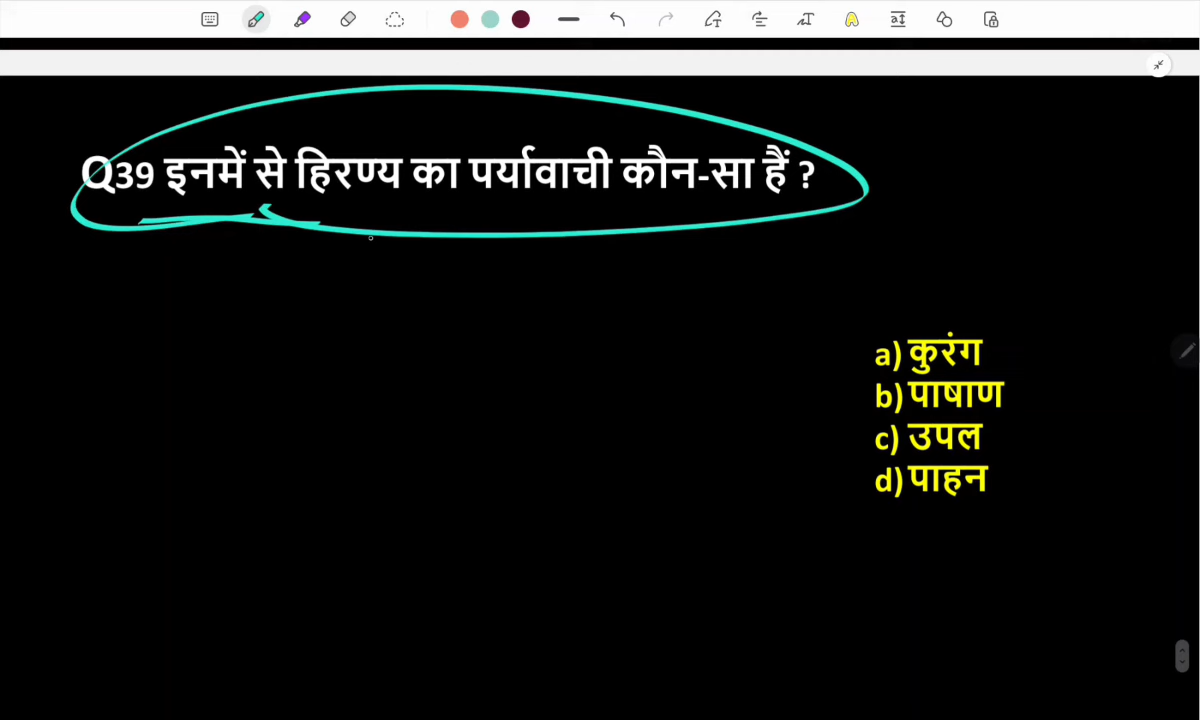 Q39 इनमें से हिरण्य का पर्यावाची कौन-सा हैं ?
a) कुरंग
b) पाषाण
c) उपल
d) पाहन